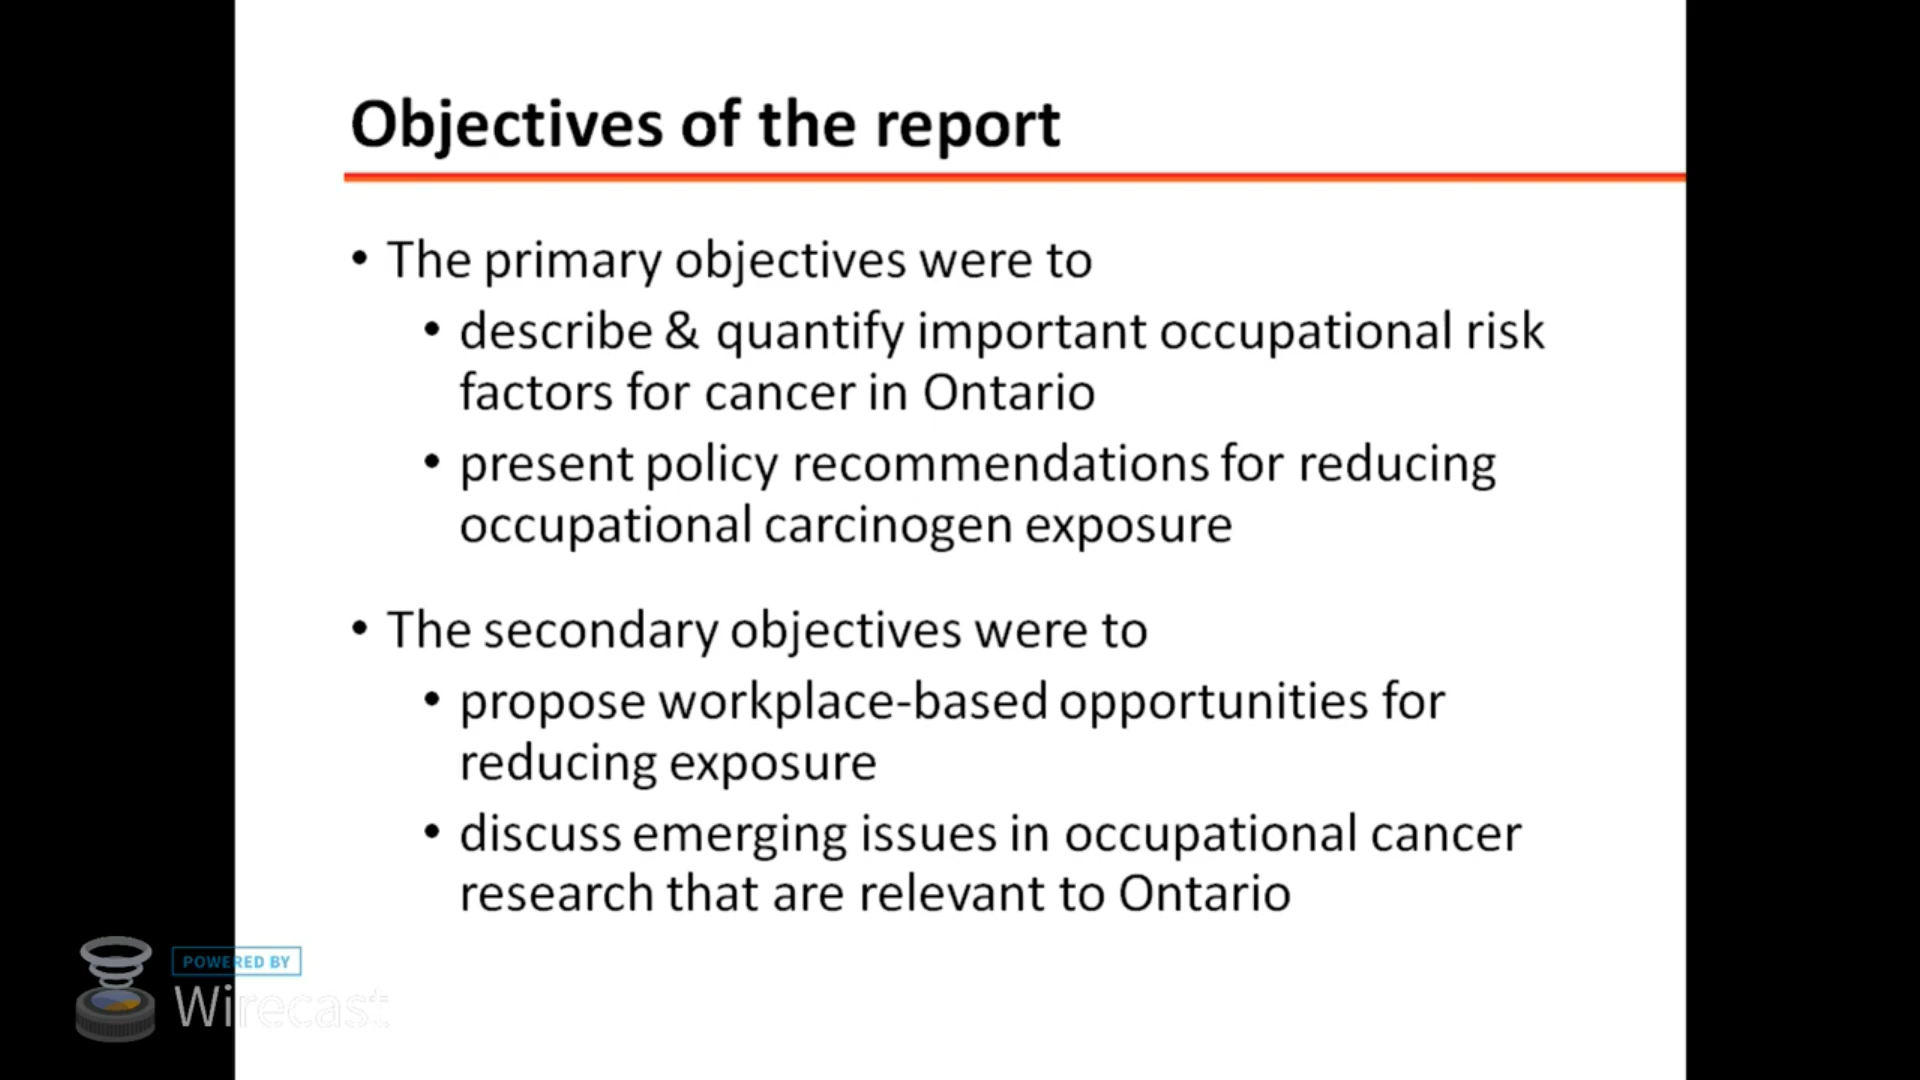 Objectives of the report
• The primary objectives were to
• describe & quantify important occupational risk
factors for cancer in Ontario
• present policy recommendations for reducing
occupational carcinogen exposure
• The secondary objectives were to
• propose workplace-based opportunities for
reducing exposure
• discuss emerging issues in occupational cancer
research that are relevant to Ontario
POWERED BY
Wirecast